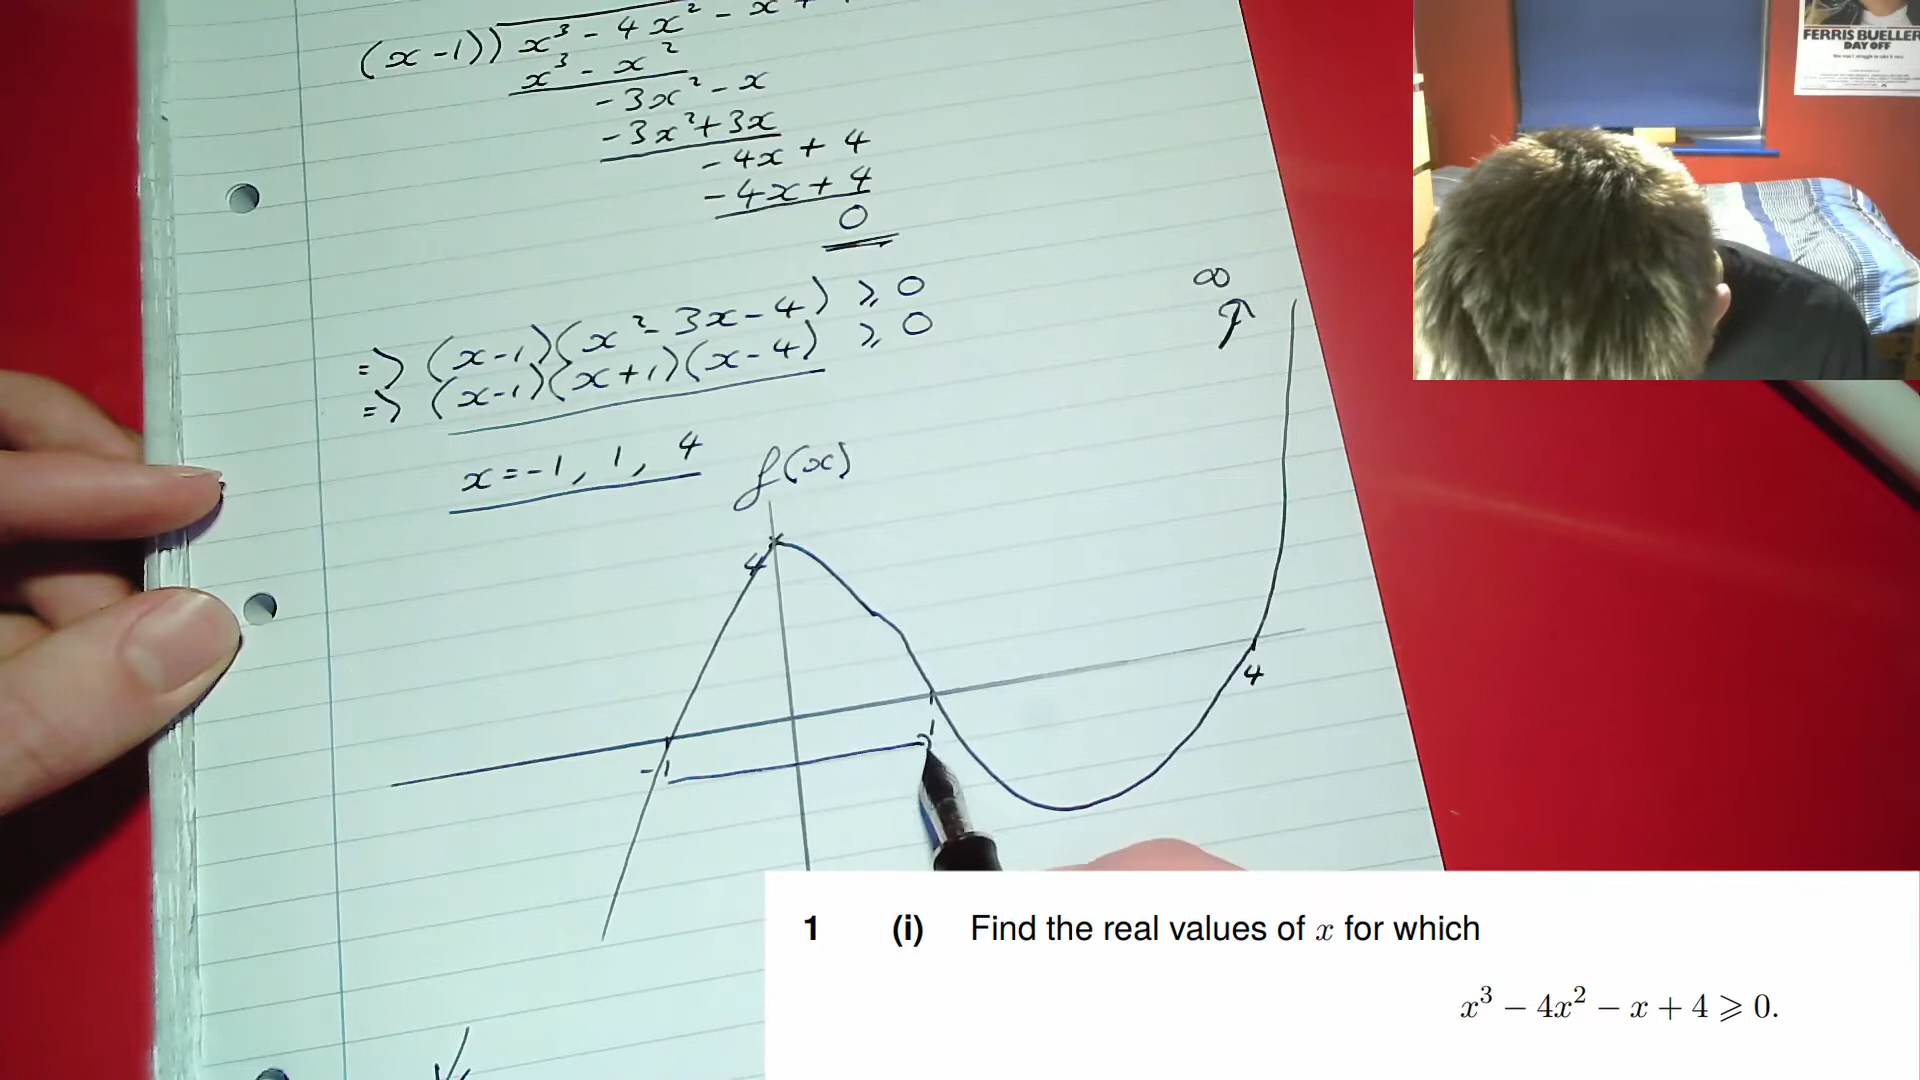 (x-1)) x³ - 4x² - x +
x³ - x²
-3x² - x
-3x² + 3x
-4x + 4
-4x + 4
0
=> (x-1)(x² - 3x - 4) ⩾ 0
=> (x-1)(x+1)(x-4) ⩾ 0
x = -1, 1, 4
f(x)
∞
4
-1
1
4
FERRIS BUELLER
DAY OFF
1 (i) Find the real values of x for which
x³ − 4x² − x + 4 ⩾ 0.